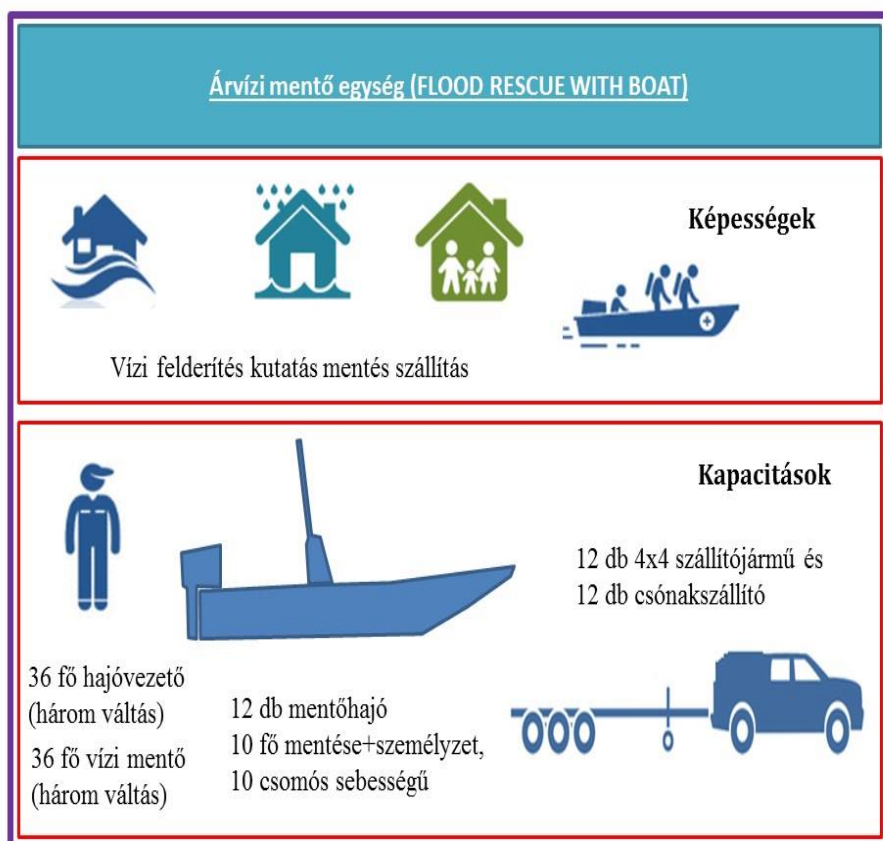 Árvízi mentő egység (FLOOD RESCUE WITH BOAT)
Képességek
Vízi felderítés kutatás mentés szállítás
Kapacitások
12 db 4x4 szállítójármű és
12 db csónakszállító
36 fő hajóvezető
(három váltás)
36 fő vízi mentő
(három váltás)
12 db mentőhajó
10 fő mentése+személyzet,
10 csomós sebességű